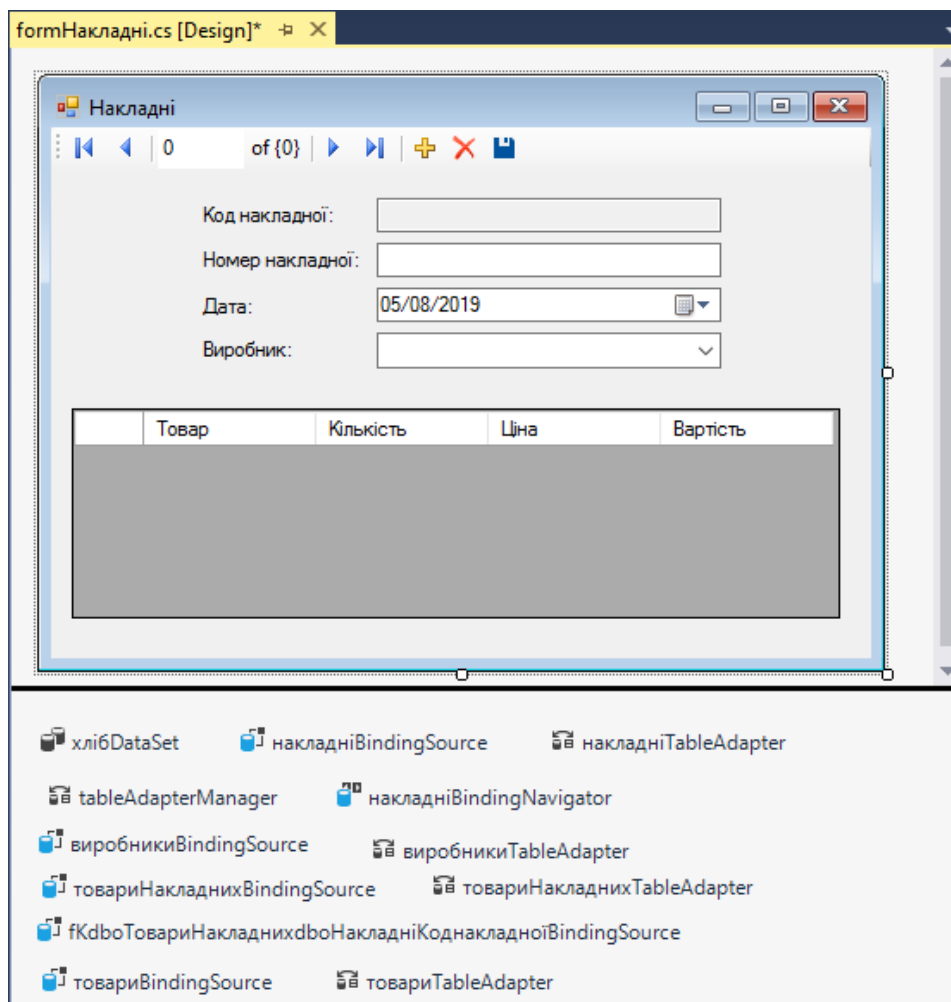 formНакладні.cs [Design]*
Накладні
0 of {0}
Код накладної:
Номер накладної:
Дата: 05/08/2019
Виробник:
Товар Кількість Ціна Вартість
хлібDataSet накладніBindingSource накладніTableAdapter
tableAdapterManager накладніBindingNavigator
виробникиBindingSource виробникиTableAdapter
товариНакладнихBindingSource товариНакладнихTableAdapter
fKdboТовариНакладнихdboНакладніКоднакладноїBindingSource
товариBindingSource товариTableAdapter